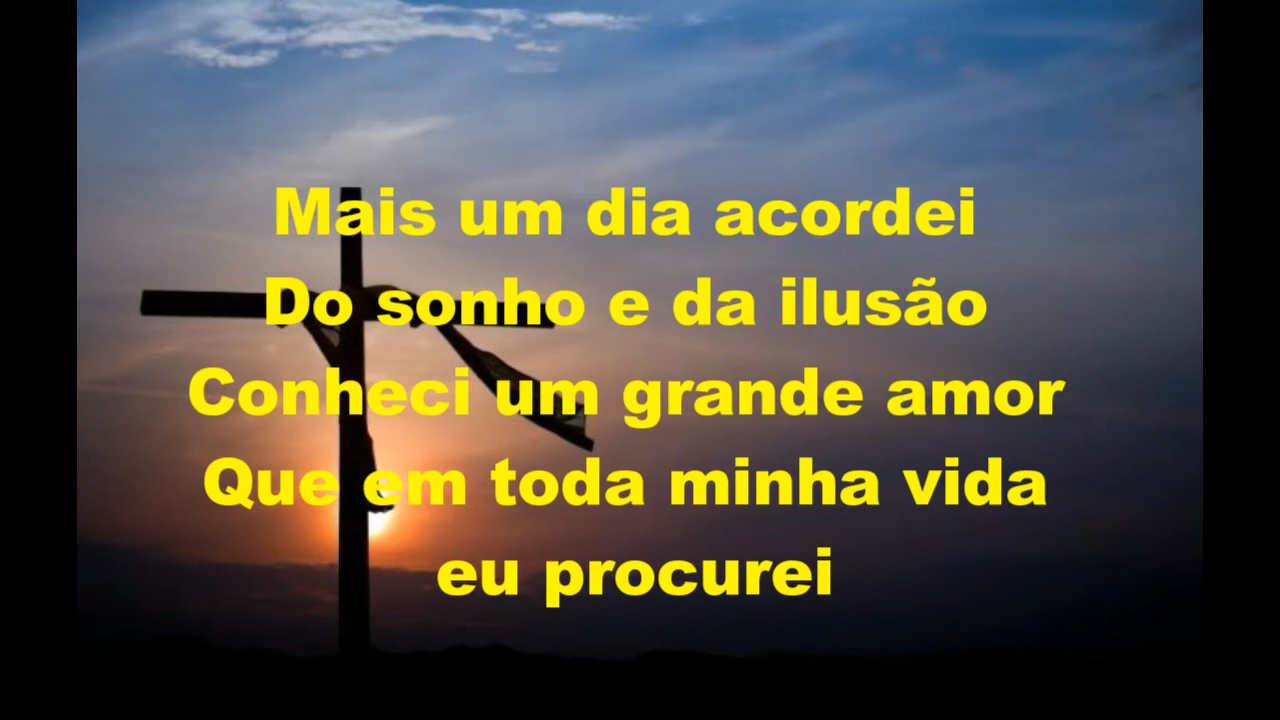 Mais um dia acordei
Do sonho e da ilusão
Conheci um grande amor
Que em toda minha vida
eu procurei